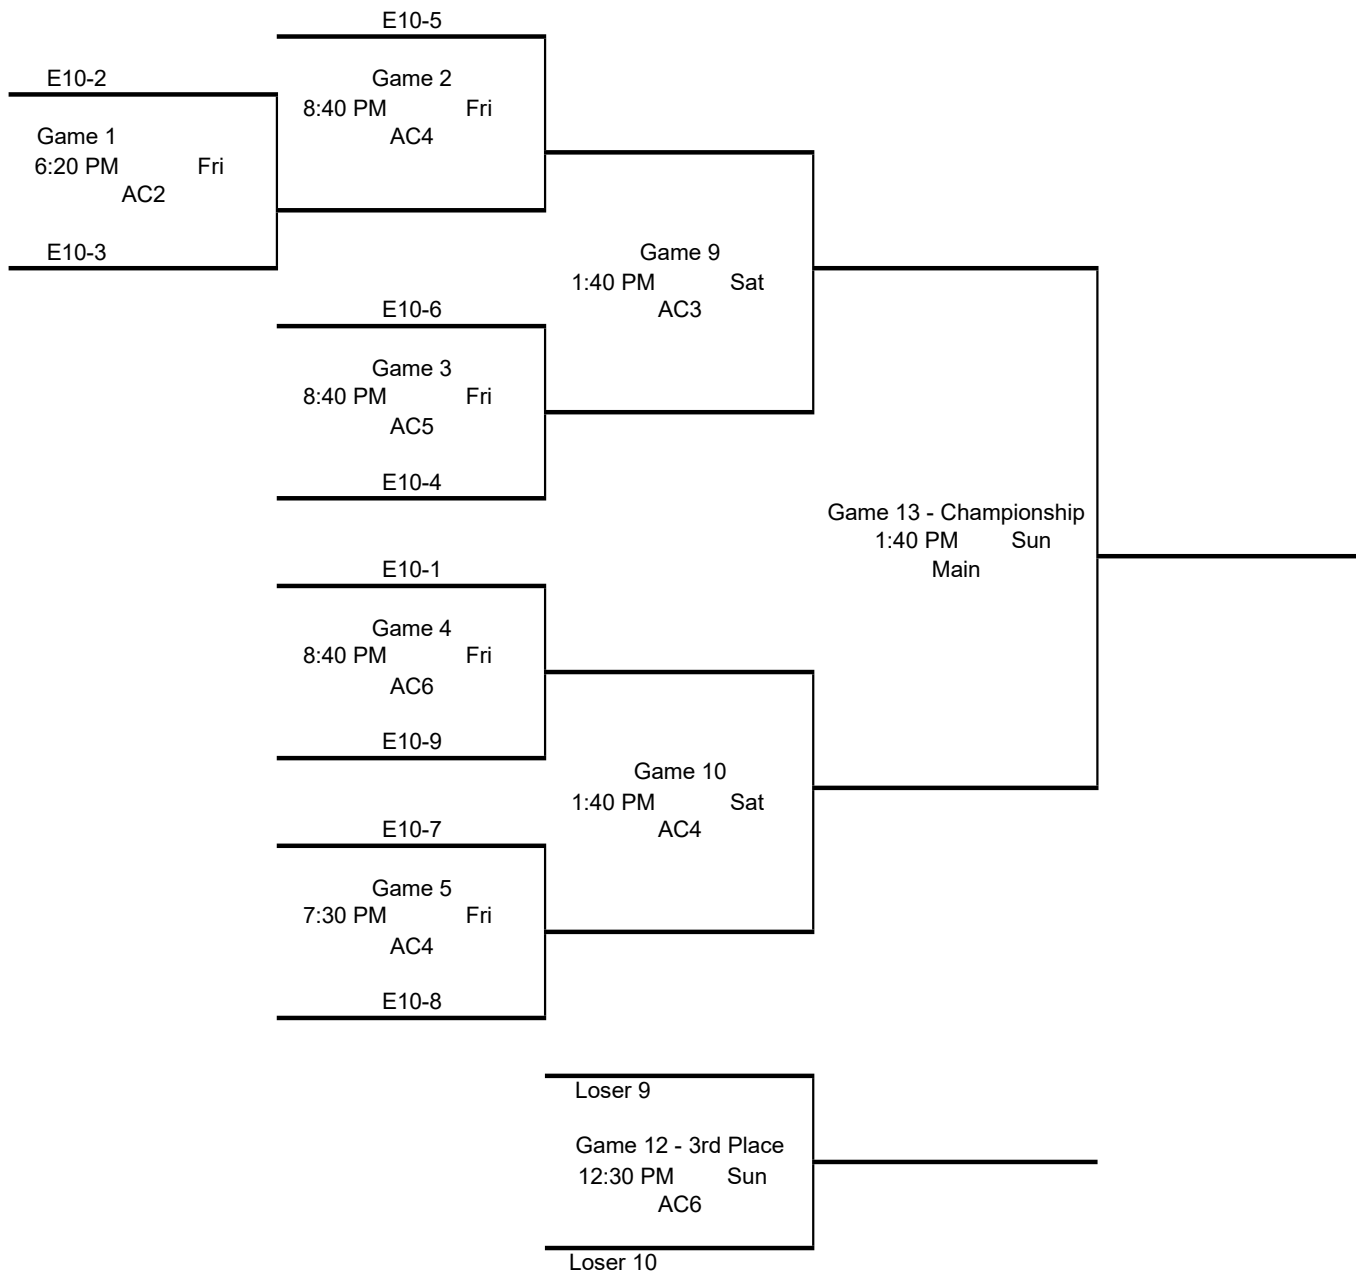 E10-5
E10-2
Game 2
8:40 PM Fri
AC4
Game 1
6:20 PM Fri
AC2
E10-3
Game 9
1:40 PM Sat
AC3
E10-6
Game 3
8:40 PM Fri
AC5
E10-4
Game 13 - Championship
1:40 PM Sun
Main
E10-1
Game 4
8:40 PM Fri
AC6
E10-9
Game 10
1:40 PM Sat
AC4
E10-7
Game 5
7:30 PM Fri
AC4
E10-8
Loser 9
Game 12 - 3rd Place
12:30 PM Sun
AC6
Loser 10